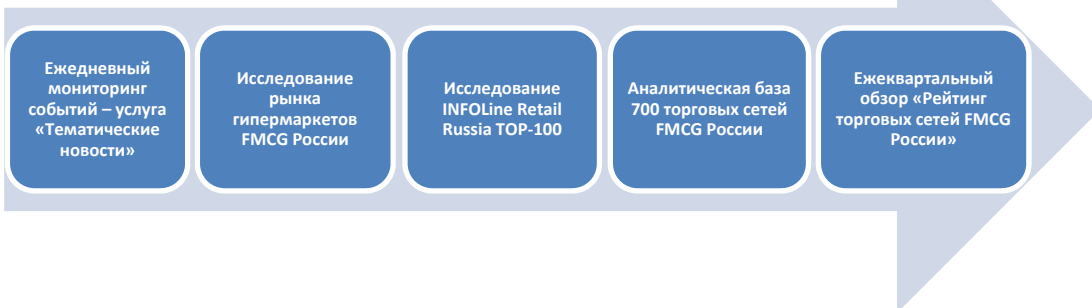 Ежедневный
мониторинг
событий – услуга
«Тематические
новости»
Исследование
рынка
гипермаркетов
FMCG России
Исследование
INFOLine Retail
Russia TOP-100
Аналитическая база
700 торговых сетей
FMCG России
Ежеквартальный
обзор «Рейтинг
торговых сетей FMCG
России»